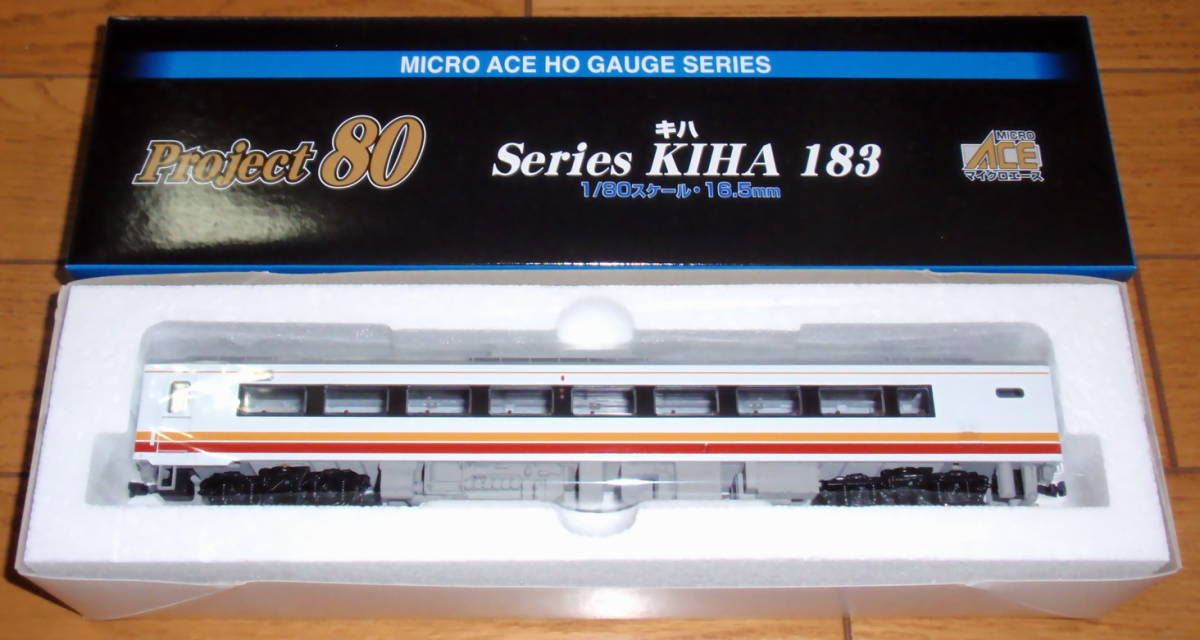 MICRO ACE HO GAUGE SERIES
Project 80
キハ
Series KIHA 183
1/80スケール・16.5mm
MICRO
ACE
マイクロエース